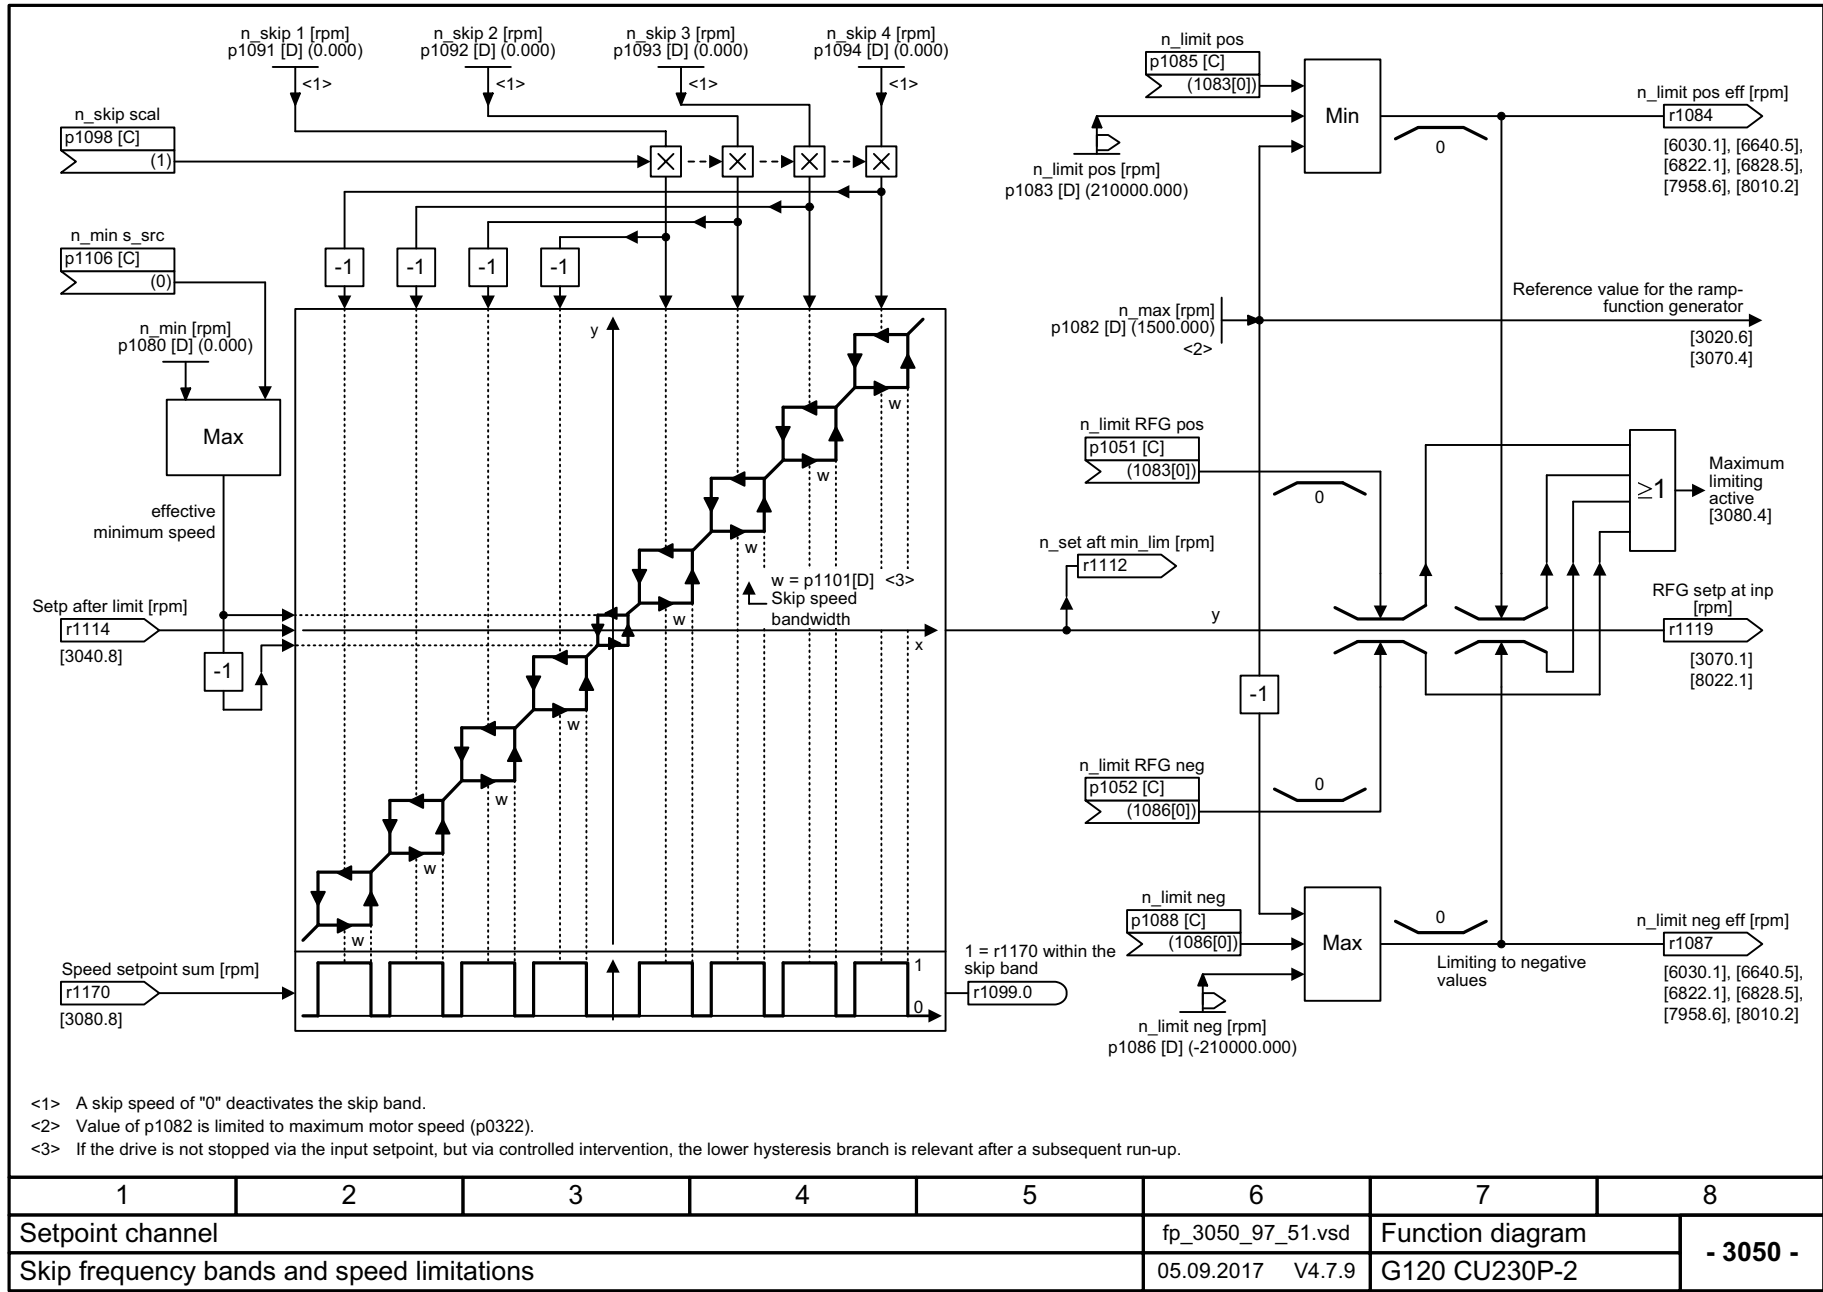 n_skip 1 [rpm]
p1091 [D] (0.000)
<1>
n_skip 2 [rpm]
p1092 [D] (0.000)
<1>
n_skip 3 [rpm]
p1093 [D] (0.000)
<1>
n_skip 4 [rpm]
p1094 [D] (0.000)
<1>
n_skip scal
p1098 [C]
(1)
n_min s_src
p1106 [C]
(0)
n_min [rpm]
p1080 [D] (0.000)
Max
effective
minimum speed
Setp after limit [rpm]
r1114
[3040.8]
-1
-1
-1
-1
-1
y
x
w
w
w
w
w
w
w
w
w = p1101[D] <3>
Skip speed
bandwidth
Speed setpoint sum [rpm]
r1170
[3080.8]
1
0
1 = r1170 within the
skip band
r1099.0
n_set aft min_lim [rpm]
r1112
n_limit pos
p1085 [C]
(1083[0])
n_limit pos [rpm]
p1083 [D] (210000.000)
Min
0
n_limit pos eff [rpm]
r1084
[6030.1], [6640.5],
[6822.1], [6828.5],
[7958.6], [8010.2]
n_max [rpm]
p1082 [D] (1500.000)
<2>
Reference value for the ramp-
function generator
[3020.6]
[3070.4]
n_limit RFG pos
p1051 [C]
(1083[0])
0
≥1
Maximum
limiting
active
[3080.4]
y
RFG setp at inp
[rpm]
r1119
[3070.1]
[8022.1]
-1
n_limit RFG neg
p1052 [C]
(1086[0])
0
n_limit neg
p1088 [C]
(1086[0])
n_limit neg [rpm]
p1086 [D] (-210000.000)
Max
0
Limiting to negative
values
n_limit neg eff [rpm]
r1087
[6030.1], [6640.5],
[6822.1], [6828.5],
[7958.6], [8010.2]
<1> A skip speed of "0" deactivates the skip band.
<2> Value of p1082 is limited to maximum motor speed (p0322).
<3> If the drive is not stopped via the input setpoint, but via controlled intervention, the lower hysteresis branch is relevant after a subsequent run-up.
1 2 3 4 5 6 7 8
Setpoint channel
fp_3050_97_51.vsd
Function diagram
- 3050 -
Skip frequency bands and speed limitations
05.09.2017 V4.7.9
G120 CU230P-2